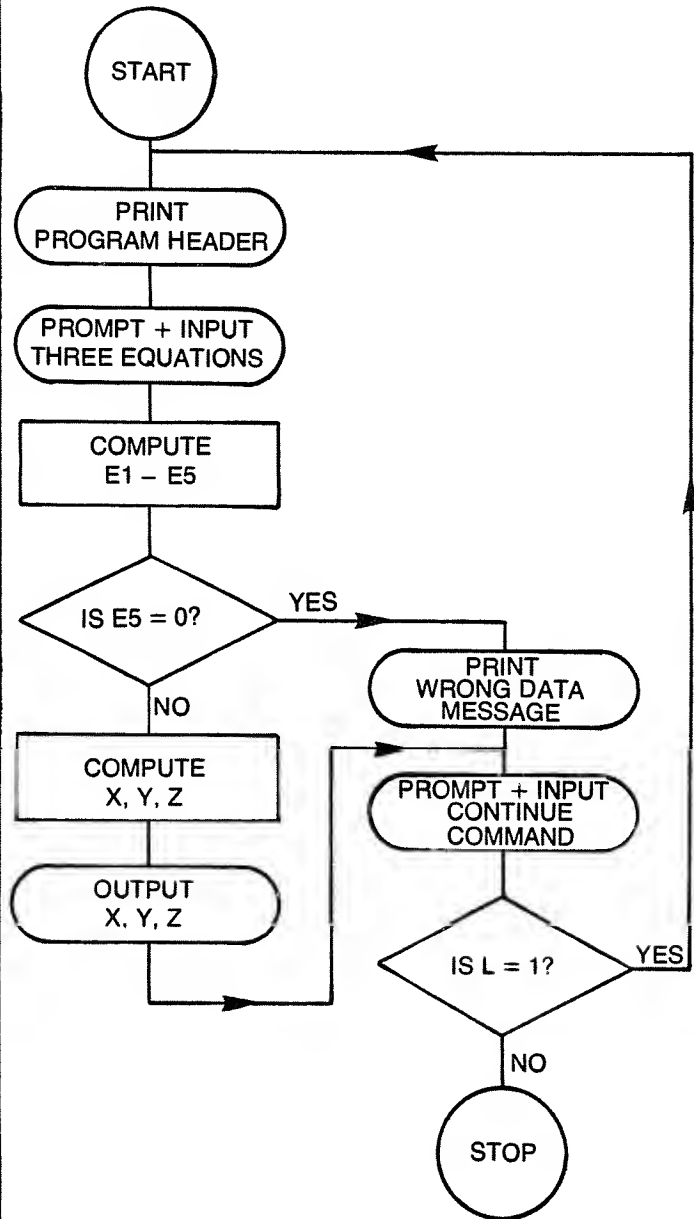 START
PRINT
PROGRAM HEADER
PROMPT + INPUT
THREE EQUATIONS
COMPUTE
E1 – E5
IS E5 = 0?
YES
NO
PRINT
WRONG DATA
MESSAGE
COMPUTE
X, Y, Z
PROMPT + INPUT
CONTINUE
COMMAND
OUTPUT
X, Y, Z
IS L = 1?
YES
NO
STOP